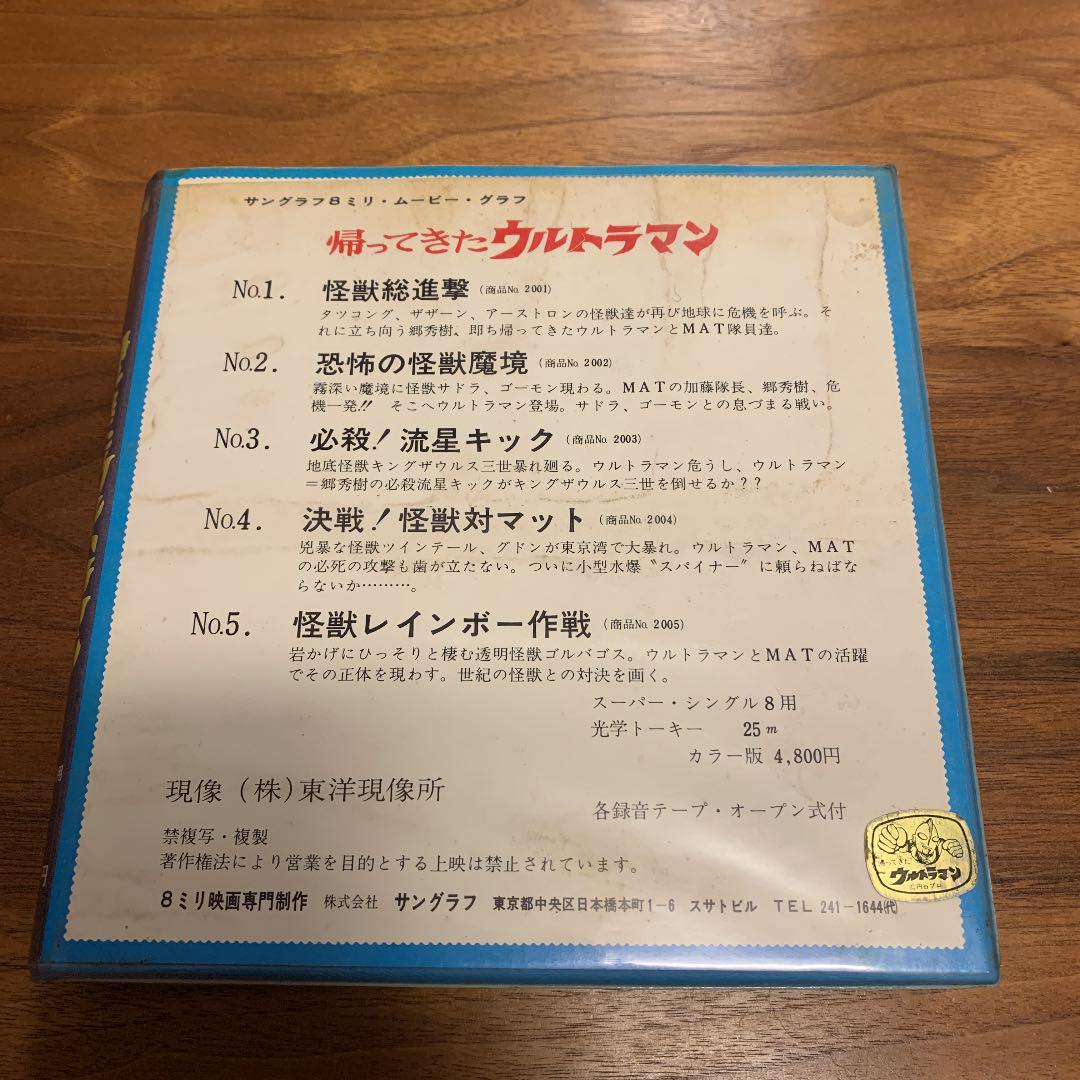 サングラフ8ミリ・ムービー・グラフ
帰ってきたウルトラマン
No.1. 怪獣総進撃 (商品No. 2001)
タツコング、ザザーン、アーストロンの怪獣達が再び地球に危機を呼ぶ。そ
れに立ち向う郷秀樹、即ち帰ってきたウルトラマンとMAT隊員達。
No.2. 恐怖の怪獣魔境 (商品No. 2002)
霧深い魔境に怪獣サドラ、ゴーモン現わる。MATの加藤隊長、郷秀樹、危
機一発!! そこへウルトラマン登場。サドラ、ゴーモンとの息づまる戦い。
No.3. 必殺!流星キック (商品No. 2003)
地底怪獣キングザウルス三世暴れ廻る。ウルトラマン危うし、ウルトラマン
=郷秀樹の必殺流星キックがキングザウルス三世を倒せるか??
No.4. 決戦!怪獣対マット (商品No. 2004)
兇暴な怪獣ツインテール、グドンが東京湾で大暴れ。ウルトラマン、MAT
の必死の攻撃も歯が立たない。ついに小型水爆〝スパイナー〟に頼らねばな
らないか………。
No.5. 怪獣レインボー作戦 (商品No. 2005)
岩かげにひっそりと棲む透明怪獣ゴルバゴス。ウルトラマンとMATの活躍
でその正体を現わす。世紀の怪獣との対決を画く。
スーパー・シングル8用
光学トーキー 25m
カラー版 4,800円
現像(株)東洋現像所
各録音テープ・オープン式付
禁複写・複製
著作権法により営業を目的とする上映は禁止されています。
8ミリ映画専門制作 株式会社 サングラフ 東京都中央区日本橋本町1-6 スサトビル TEL 241-1644(代)
帰ってきた
ウルトラマン
©円谷プロ